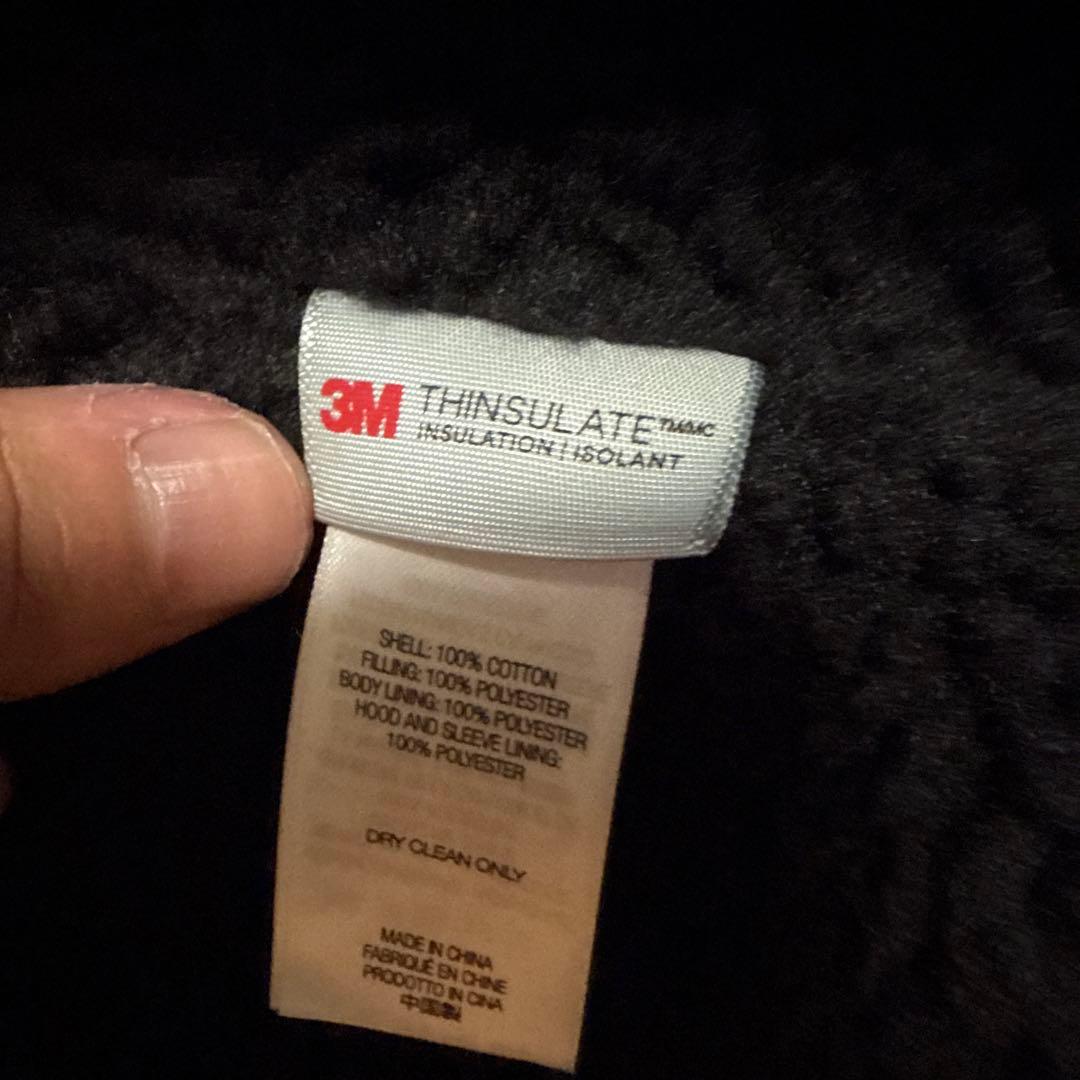 3M THINSULATE™MC
INSULATION | ISOLANT
SHELL: 100% COTTON
FILLING: 100% POLYESTER
BODY LINING: 100% POLYESTER
HOOD AND SLEEVE LINING:
100% POLYESTER
DRY CLEAN ONLY
MADE IN CHINA
FABRIQUÉ EN CHINE
PRODOTTO IN CINA
中国制